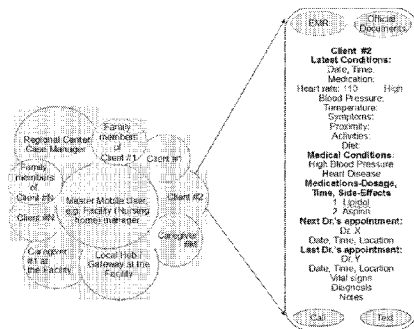 EMR
Official
Documents
Client #2
Latest Conditions:
Date, Time:
Medication:
Heart rate: 110 High
Blood Pressure:
Temperature:
Symptoms:
Proximity:
Activities:
Diet:
Medical Conditions:
High Blood Pressure
Heart Disease
Medications-Dosage,
Time, Side-Effects
1. Lipidol
2. Aspirin
Next Dr.'s appointment:
Dr. X
Date, Time, Location
Last Dr.'s appointment:
Dr. Y
Date, Time, Location
Vital signs
Diagnosis
Notes
Call
Text
Regional Center
Case Manager
Family
members
of
Client #1
Client #1
Family
members
of
Client #N
Client #2
Master Mobile User,
e.g. Facility (Nursing
home) manager
Client #N
Caregiver
Caregiver
#1 at
the Facility
Local Hub
Gateway at the
Facility